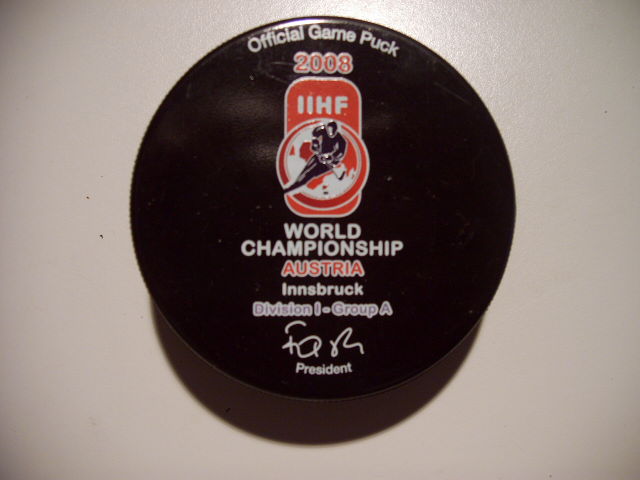 Official Game Puck
2008
IIHF
WORLD
CHAMPIONSHIP
AUSTRIA
Innsbruck
Division I - Group A
President